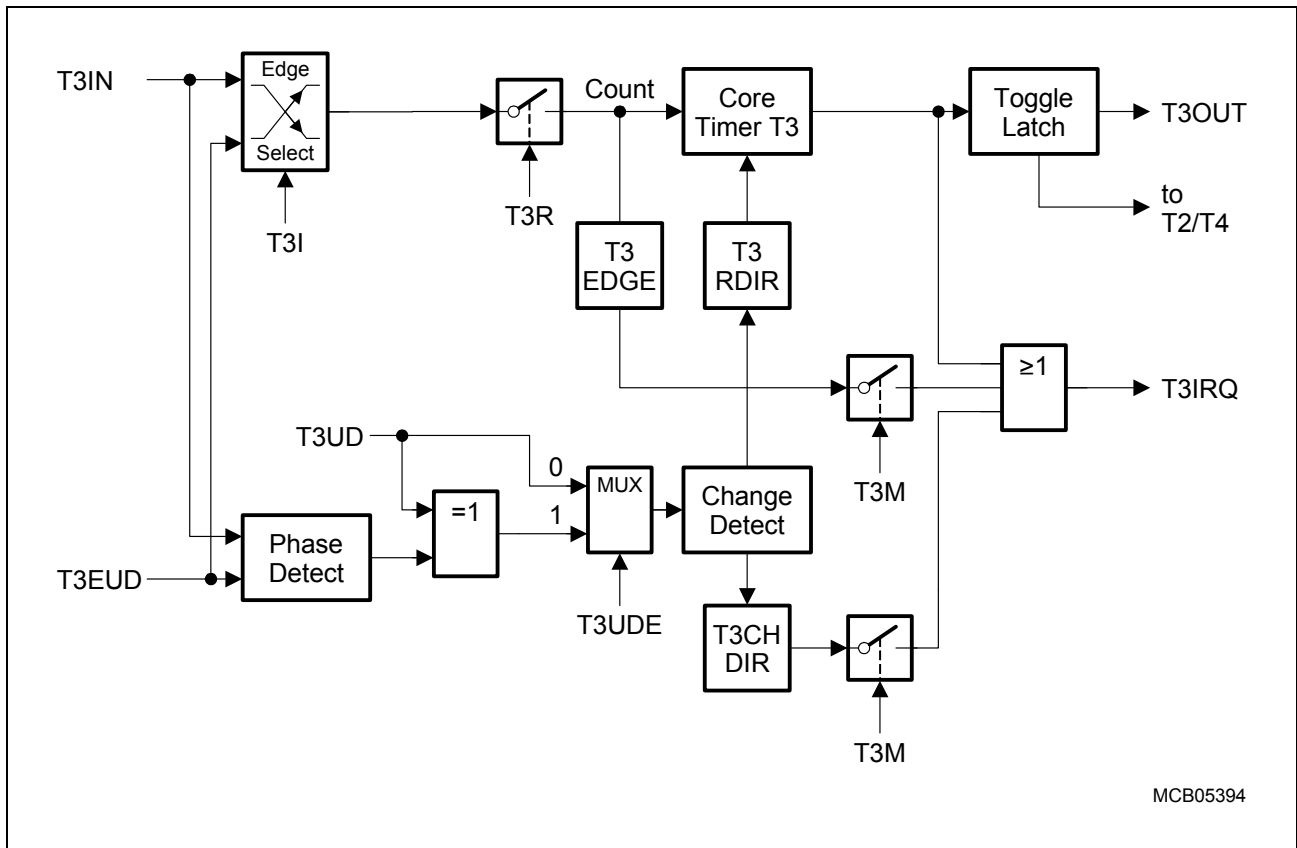 T3IN
Edge
Select
T3I
T3R
Count
Core
Timer T3
Toggle
Latch
T3OUT
to
T2/T4
T3
EDGE
T3
RDIR
≥1
T3IRQ
T3M
T3UD
0
1
=1
MUX
T3UDE
Change
Detect
Phase
Detect
T3EUD
T3CH
DIR
T3M
MCB05394